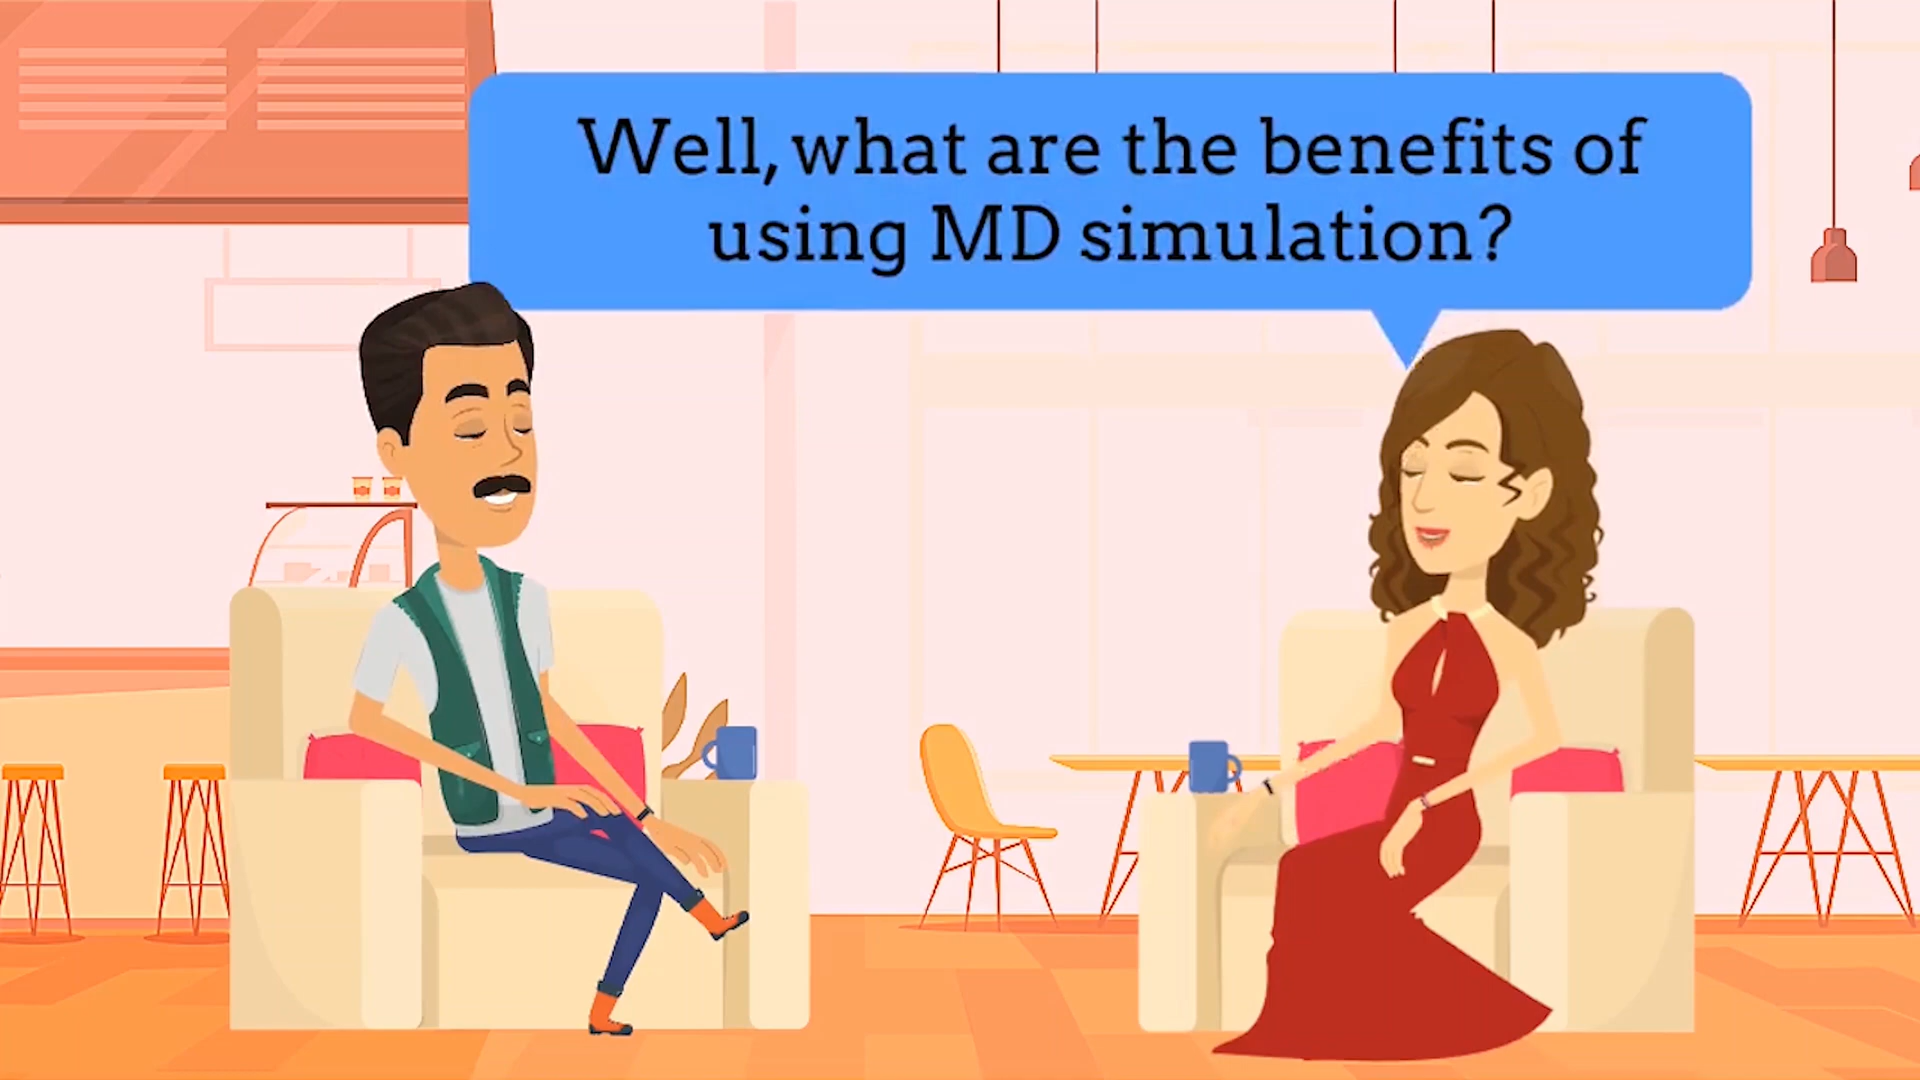 Well, what are the benefits of
using MD simulation?